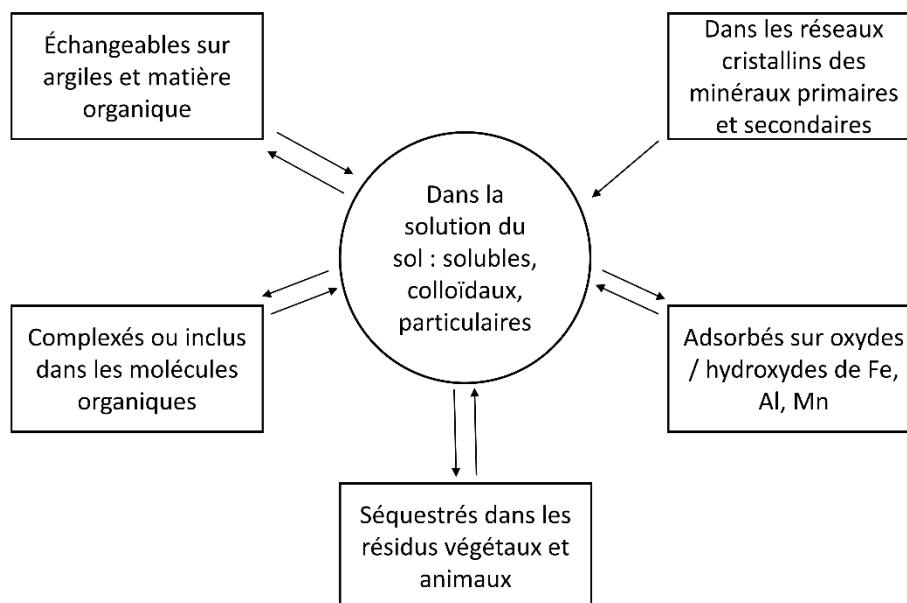 Échangeables sur
argiles et matière
organique
Dans les réseaux
cristallins des
minéraux primaires
et secondaires
Dans la
solution du
sol : solubles,
colloïdaux,
particulaires
Complexés ou inclus
dans les molécules
organiques
Adsorbés sur oxydes
/ hydroxydes de Fe,
Al, Mn
Séquestrés dans les
résidus végétaux et
animaux